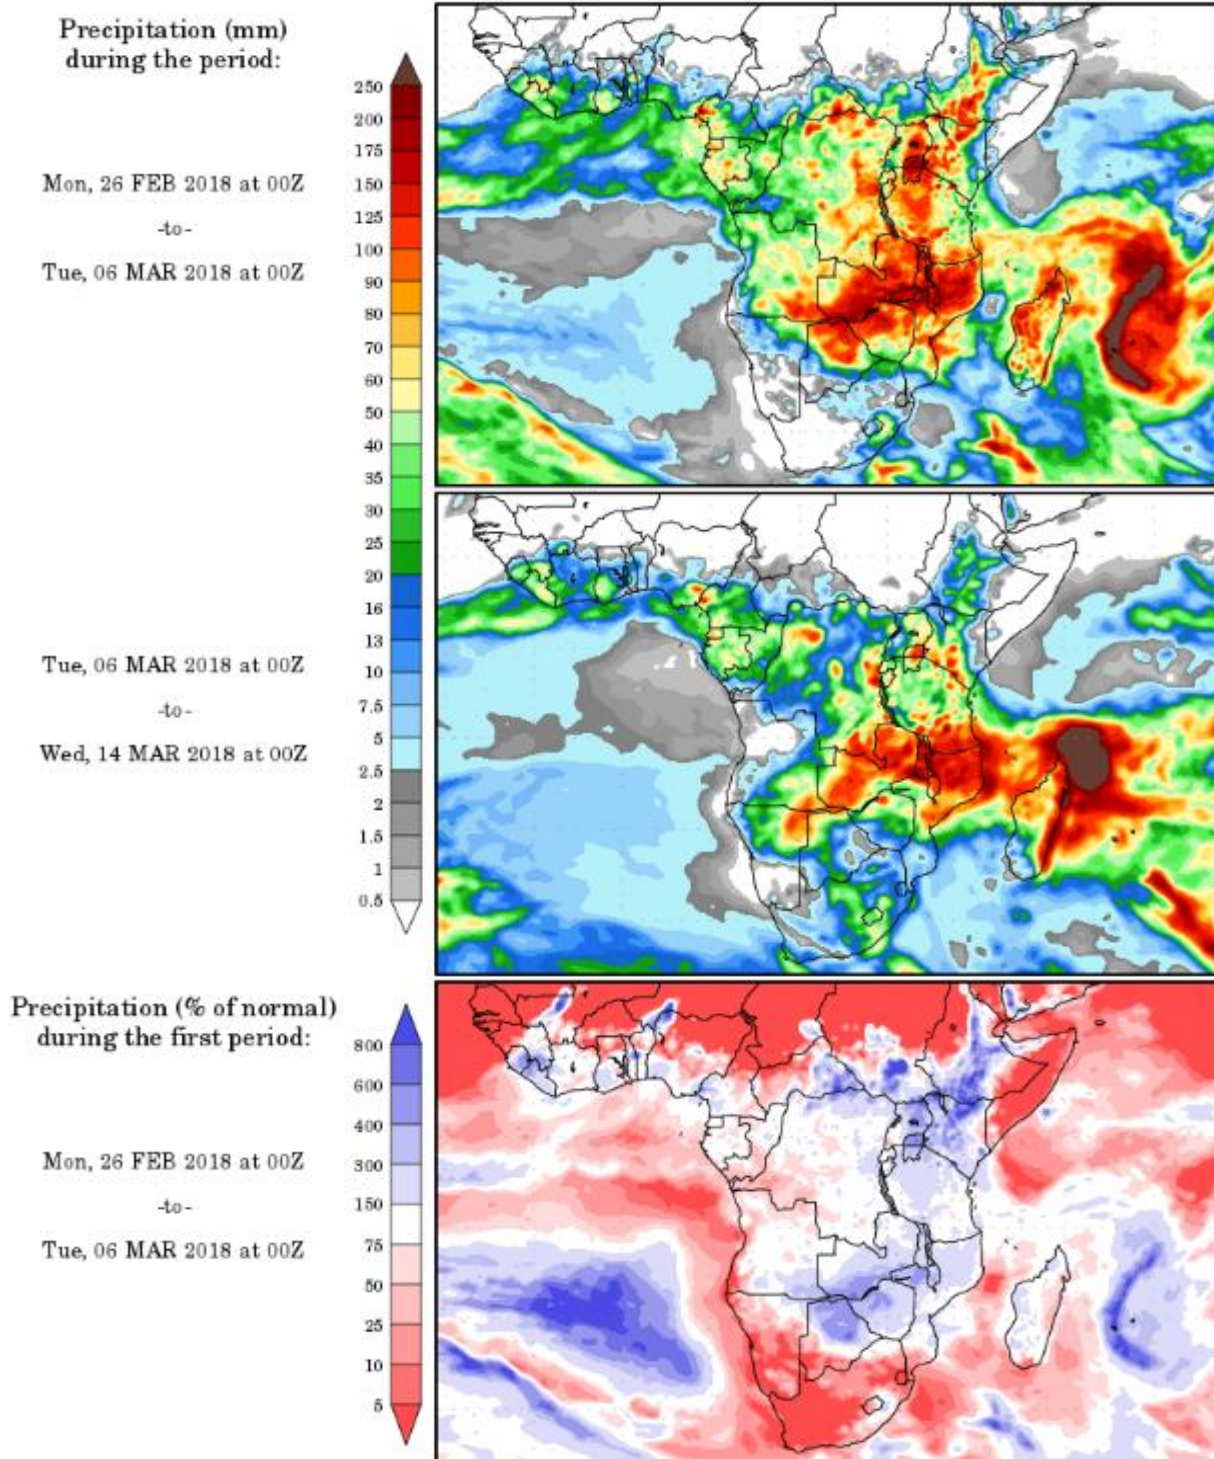 Precipitation (mm)
during the period:
250
200
175
150
125
100
90
80
70
60
50
40
35
30
25
20
16
13
10
7.5
5
2.5
2
1.5
1
0.5
Mon, 26 FEB 2018 at 00Z
-to-
Tue, 06 MAR 2018 at 00Z
Tue, 06 MAR 2018 at 00Z
-to-
Wed, 14 MAR 2018 at 00Z
Precipitation (% of normal)
during the first period:
800
600
400
300
150
75
50
25
10
5
Mon, 26 FEB 2018 at 00Z
-to-
Tue, 06 MAR 2018 at 00Z